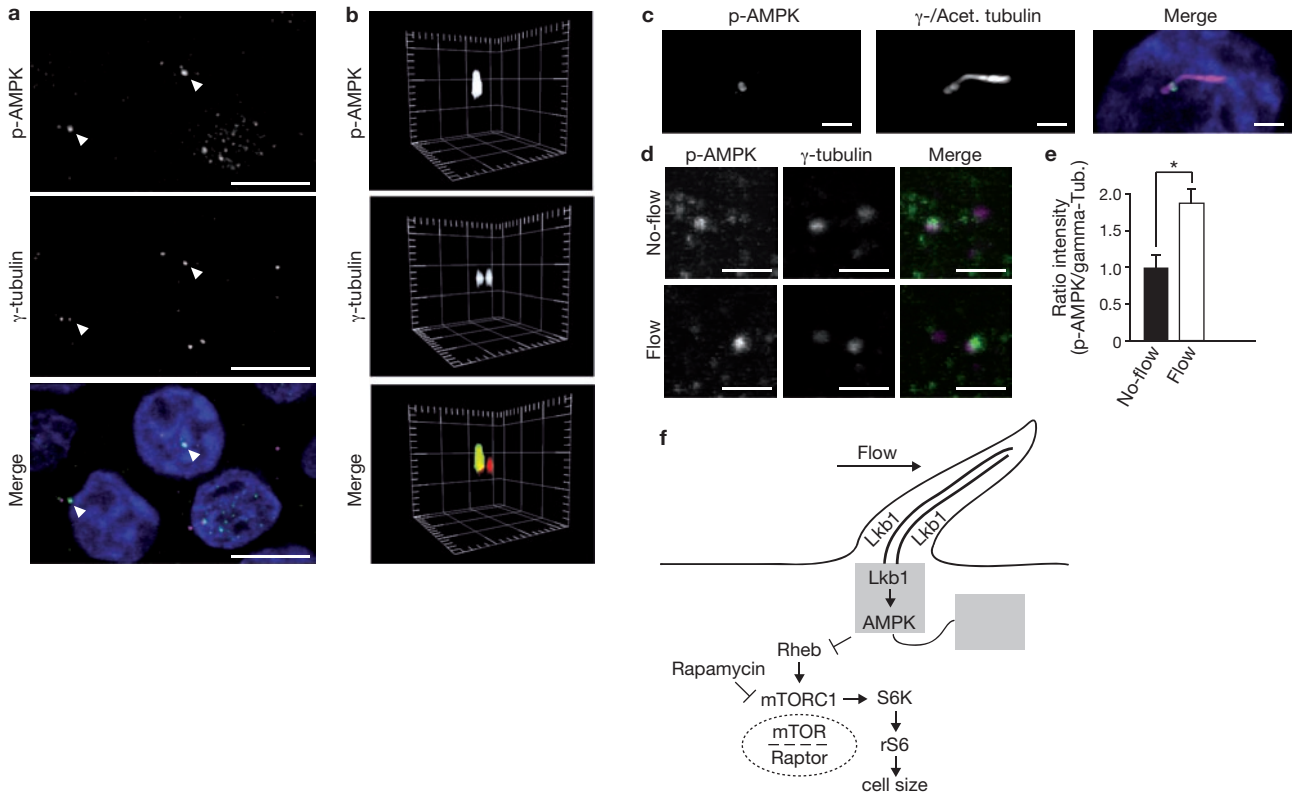 a
p-AMPK
γ-tubulin
Merge
b
p-AMPK
γ-tubulin
Merge
c
p-AMPK
γ-/Acet. tubulin
Merge
d
p-AMPK
γ-tubulin
Merge
No-flow
Flow
e
Ratio intensity
(p-AMPK/gamma-Tub.)
2.0
1.5
1.0
0.5
0
*
No-flow
Flow
f
Flow
Lkb1
Lkb1
Lkb1
AMPK
Rheb
Rapamycin
mTORC1
S6K
mTOR
Raptor
rS6
cell size